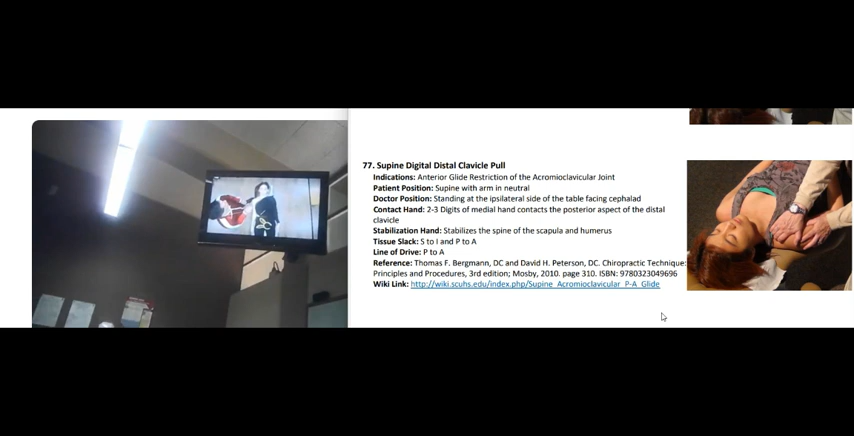 77. Supine Digital Distal Clavicle Pull
Indications: Anterior Glide Restriction of the Acromioclavicular Joint
Patient Position: Supine with arm in neutral
Doctor Position: Standing at the ipsilateral side of the table facing cephalad
Contact Hand: 2-3 Digits of medial hand contacts the posterior aspect of the distal
clavicle
Stabilization Hand: Stabilizes the spine of the scapula and humerus
Tissue Slack: S to I and P to A
Line of Drive: P to A
Reference: Thomas F. Bergmann, DC and David H. Peterson, DC. Chiropractic Technique:
Principles and Procedures, 3rd edition; Mosby, 2010. page 310. ISBN: 9780323049696
Wiki Link: http://wiki.scuhs.edu/index.php/Supine_Acromioclavicular_P-A_Glide